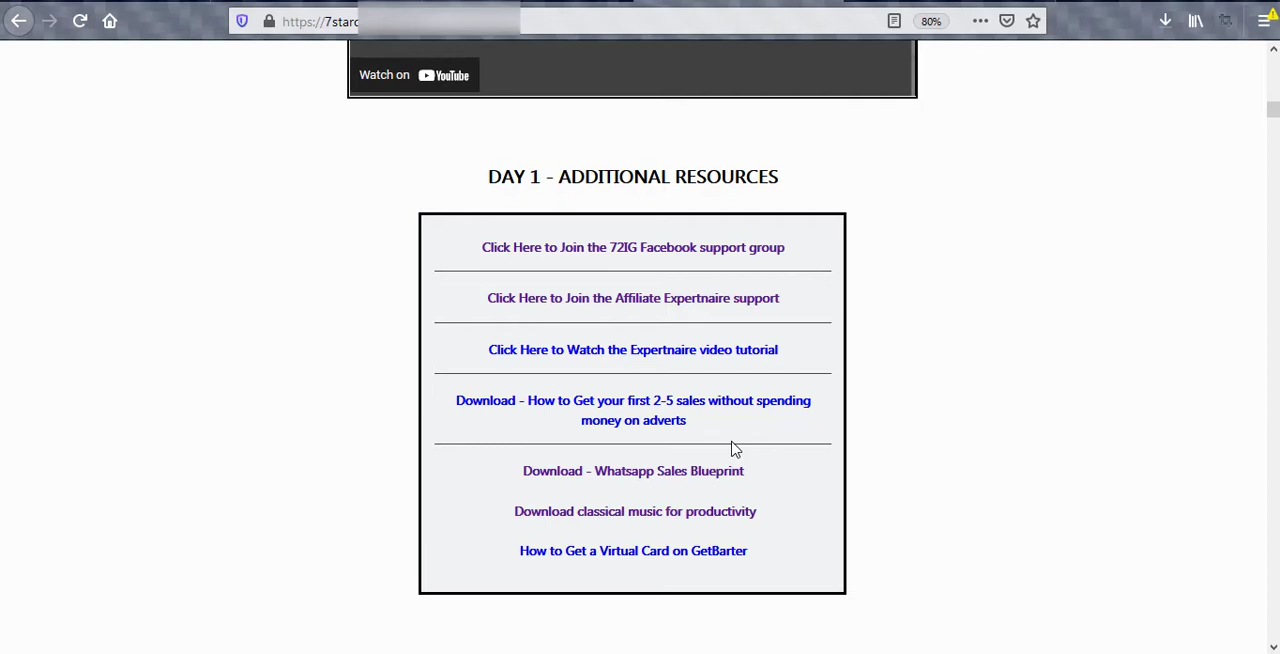 https://7starc
80%
Watch on YouTube
DAY 1 - ADDITIONAL RESOURCES
Click Here to Join the 72IG Facebook support group
Click Here to Join the Affiliate Expertnaire support
Click Here to Watch the Expertnaire video tutorial
Download - How to Get your first 2-5 sales without spending
money on adverts
Download - Whatsapp Sales Blueprint
Download classical music for productivity
How to Get a Virtual Card on GetBarter